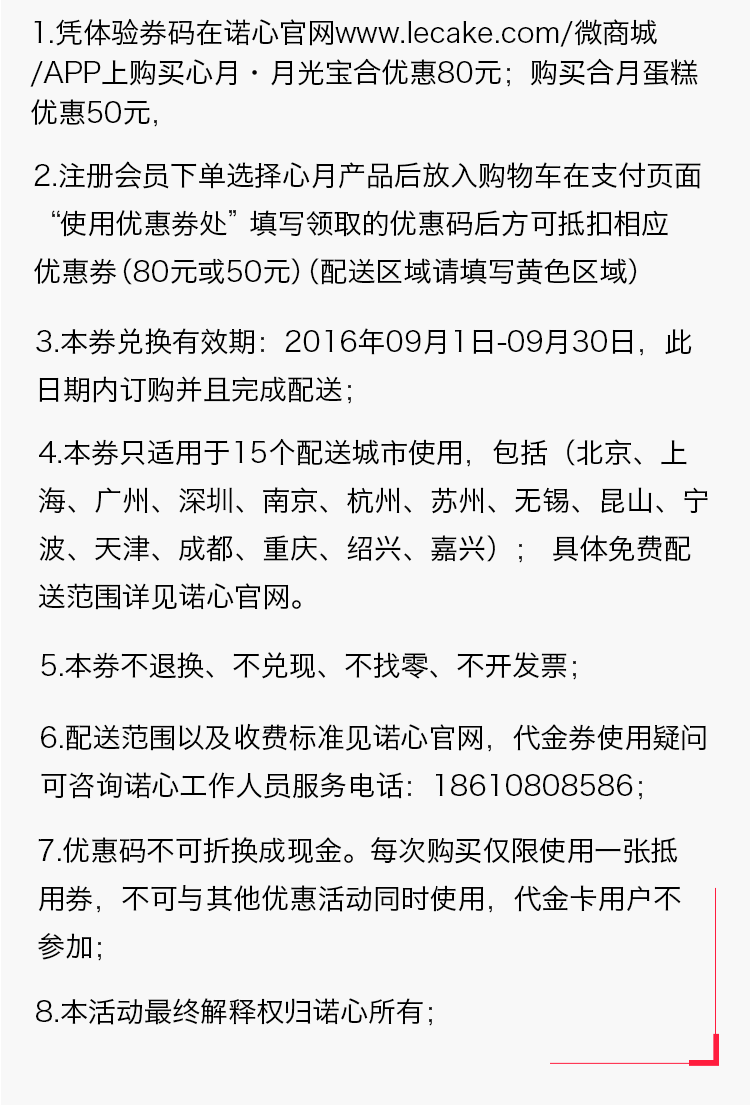 1.凭体验券码在诺心官网www.lecake.com/微商城
/APP上购买心月·月光宝合优惠80元；购买合月蛋糕
优惠50元，
2.注册会员下单选择心月产品后放入购物车在支付页面
“使用优惠券处”填写领取的优惠码后方可抵扣相应
优惠券（80元或50元）（配送区域请填写黄色区域）
3.本券兑换有效期：2016年09月1日-09月30日，此
日期内订购并且完成配送；
4.本券只适用于15个配送城市使用，包括（北京、上
海、广州、深圳、南京、杭州、苏州、无锡、昆山、宁
波、天津、成都、重庆、绍兴、嘉兴）； 具体免费配
送范围详见诺心官网。
5.本券不退换、不兑现、不找零、不开发票；
6.配送范围以及收费标准见诺心官网，代金券使用疑问
可咨询诺心工作人员服务电话：18610808586；
7.优惠码不可折换成现金。每次购买仅限使用一张抵
用券，不可与其他优惠活动同时使用，代金卡用户不
参加；
8.本活动最终解释权归诺心所有；